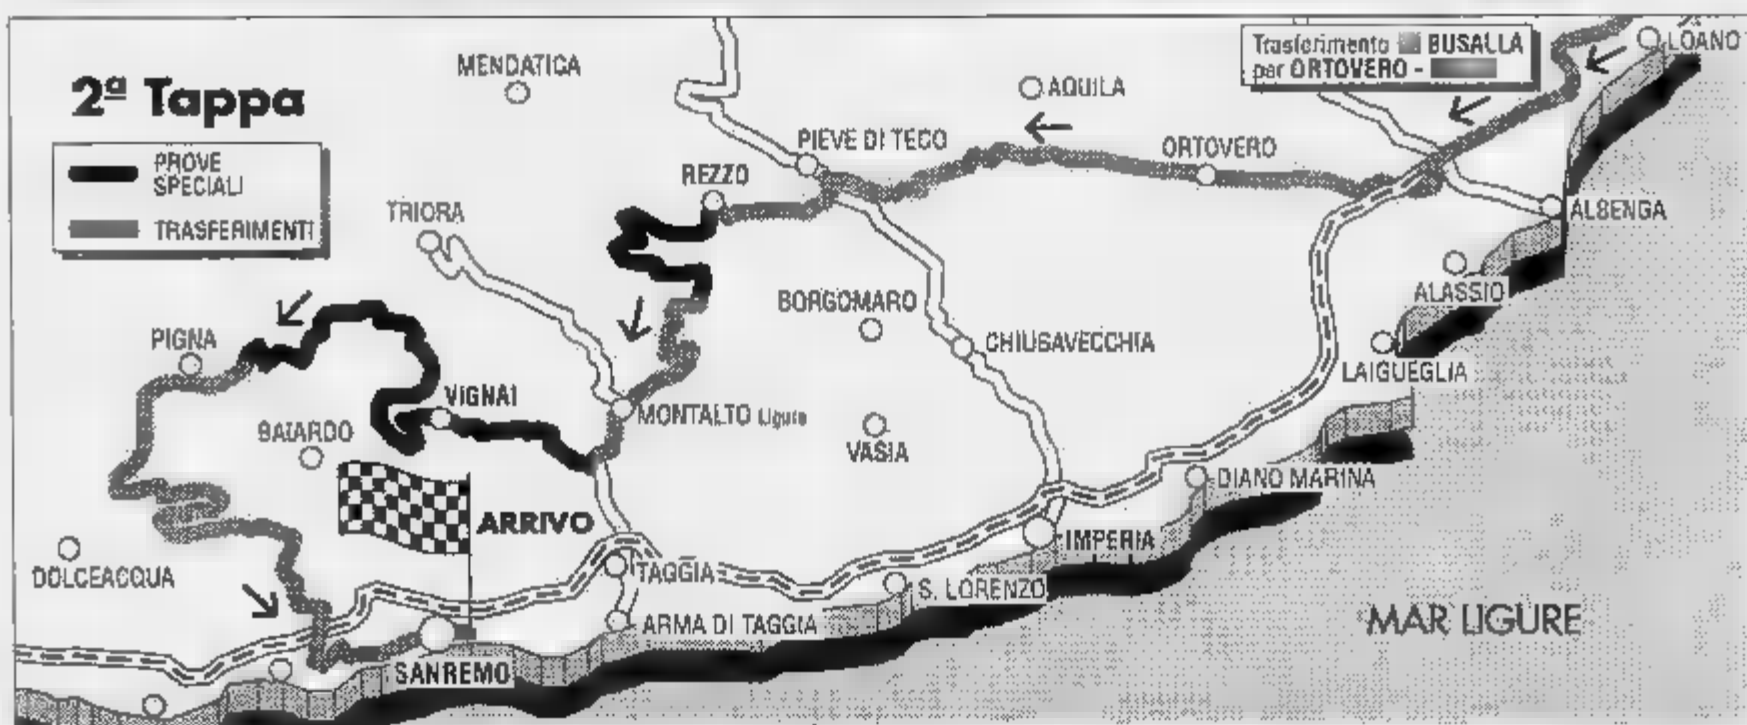 2ª Tappa
PROVE
SPECIALI
TRASFERIMENTI
Trasferimento BUSALLA
per ORTOVERO -
LOANO
MENDATICA
AQUILA
PIEVE DI TECO
ORTOVERO
REZZO
TRIORA
ALBENGA
ALASSIO
BORGOMARO
CHIUSAVECCHIA
PIGNA
LAIGUEGLIA
VIGNAI
MONTALTO Ligure
BAIARDO
VASIA
DIANO MARINA
ARRIVO
IMPERIA
DOLCEACQUA
TAGGIA
S. LORENZO
ARMA DI TAGGIA
MAR LIGURE
SANREMO